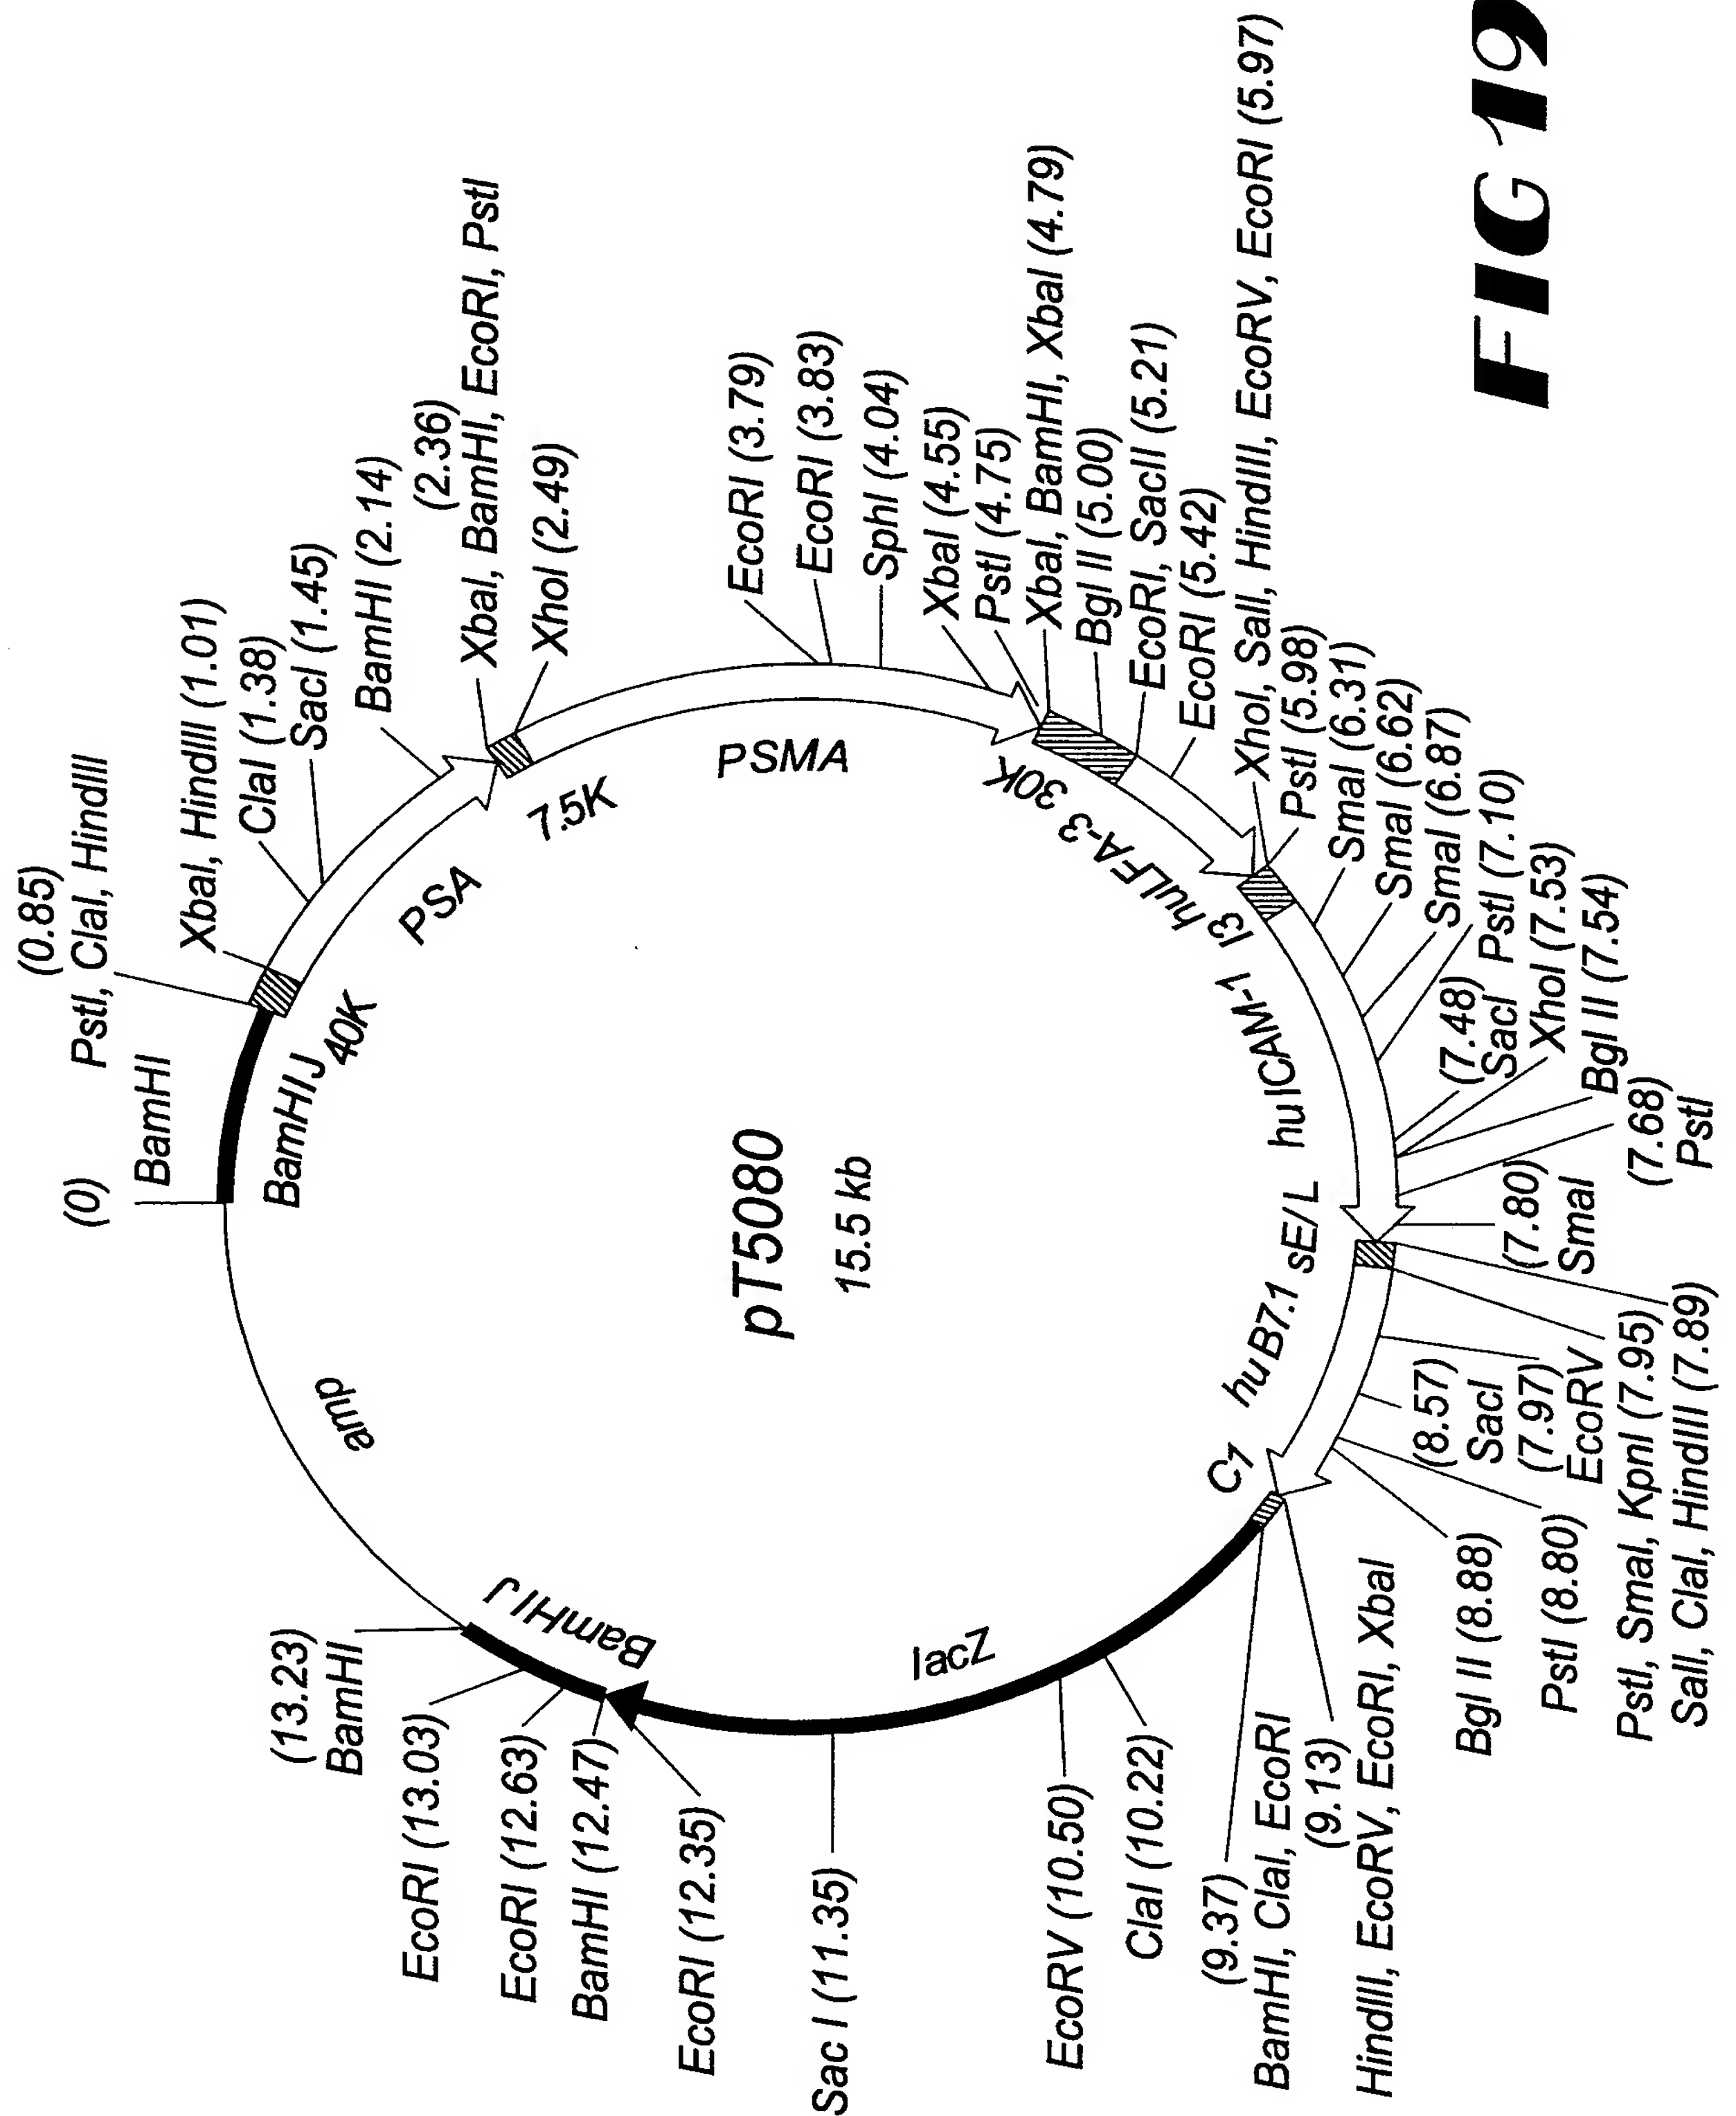 (0)
BamHI
(0.85)
PstI, ClaI, HindIII
XbaI, HindIII (1.01)
ClaI (1.38)
SacI (1.45)
BamHI (2.14)
(2.36)
XbaI, BamHI, EcoRI, PstI
XhoI (2.49)
EcoRI (3.79)
EcoRI (3.83)
SphI (4.04)
XbaI (4.55)
PstI (4.75)
XbaI, BamHI, XbaI (4.79)
Bgl II (5.00)
EcoRI, SacII (5.21)
EcoRI (5.42)
XhoI, SalI, HindIII, EcoRV, EcoRI (5.97)
PstI (5.98)
SmaI (6.31)
SmaI (6.62)
SmaI (6.87)
PstI (7.10)
(7.48)
SacI
XhoI (7.53)
Bgl II (7.54)
(7.68)
PstI
(7.80)
SmaI
SalI, ClaI, HindIII (7.89)
PstI, SmaI, KpnI (7.95)
(7.97)
EcoRV
(8.57)
SacI
PstI (8.80)
Bgl II (8.88)
(9.13)
HindIII, EcoRV, EcoRI, XbaI
(9.37)
BamHI, ClaI, EcoRI
ClaI (10.22)
EcoRV (10.50)
Sac I (11.35)
EcoRI (12.35)
BamHI (12.47)
EcoRI (12.63)
EcoRI (13.03)
(13.23)
BamHI
BamHI J
40K
PSA
7.5K
PSMA
30K
huLFA-3
I3
huICAM-1
sE/L
huB7.1
C1
lacZ
BamHI J
amp
pT5080
15.5 kb
FIG 19